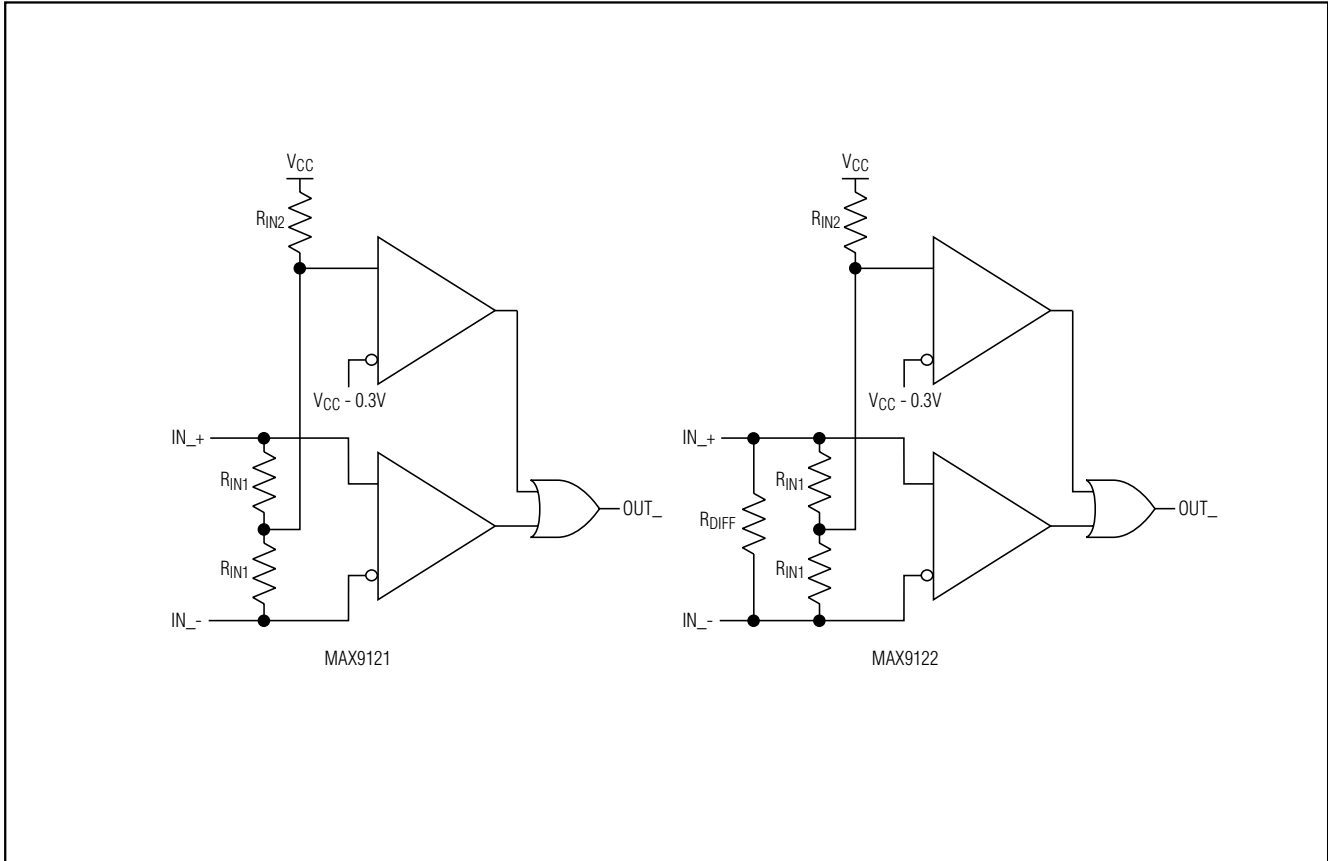 VCC
RIN2
VCC - 0.3V
IN_+
RIN1
RIN1
IN_-
OUT_
MAX9121
VCC
RIN2
VCC - 0.3V
IN_+
RDIFF
RIN1
RIN1
IN_-
OUT_
MAX9122